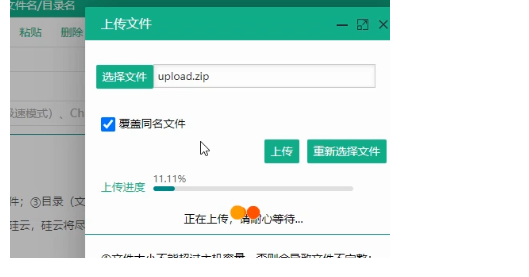 文件名/目录名
上传文件
粘贴 删除
选择文件 upload.zip
速模式）、Ch
覆盖同名文件
上传 重新选择文件
11.11%
上传进度
件；③目录（文
硅云，硅云将尽
正在上传，请耐心等待...
①文件大小不能超过主机容量，否则会导致文件不完整；